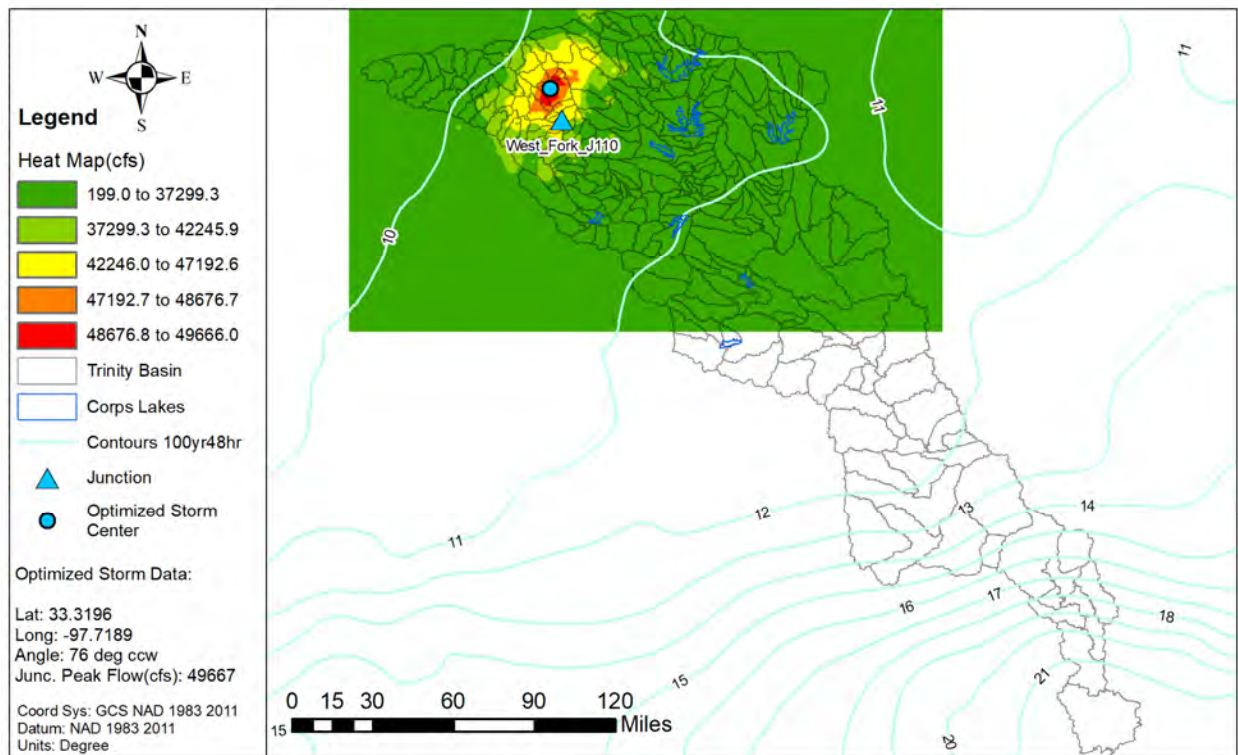 N
W E
S
Legend
Heat Map(cfs)
199.0 to 37299.3
37299.3 to 42245.9
42246.0 to 47192.6
47192.7 to 48676.7
48676.8 to 49666.0
Trinity Basin
Corps Lakes
Contours 100yr48hr
Junction
Optimized Storm
Center
Optimized Storm Data:
Lat: 33.3196
Long: -97.7189
Angle: 76 deg ccw
Junc. Peak Flow(cfs): 49667
Coord Sys: GCS NAD 1983 2011
Datum: NAD 1983 2011
Units: Degree
West_Fork_J110
10
11
11
11
12
13
14
15
16
17
18
20
21
15
0 15 30 60 90 120
Miles